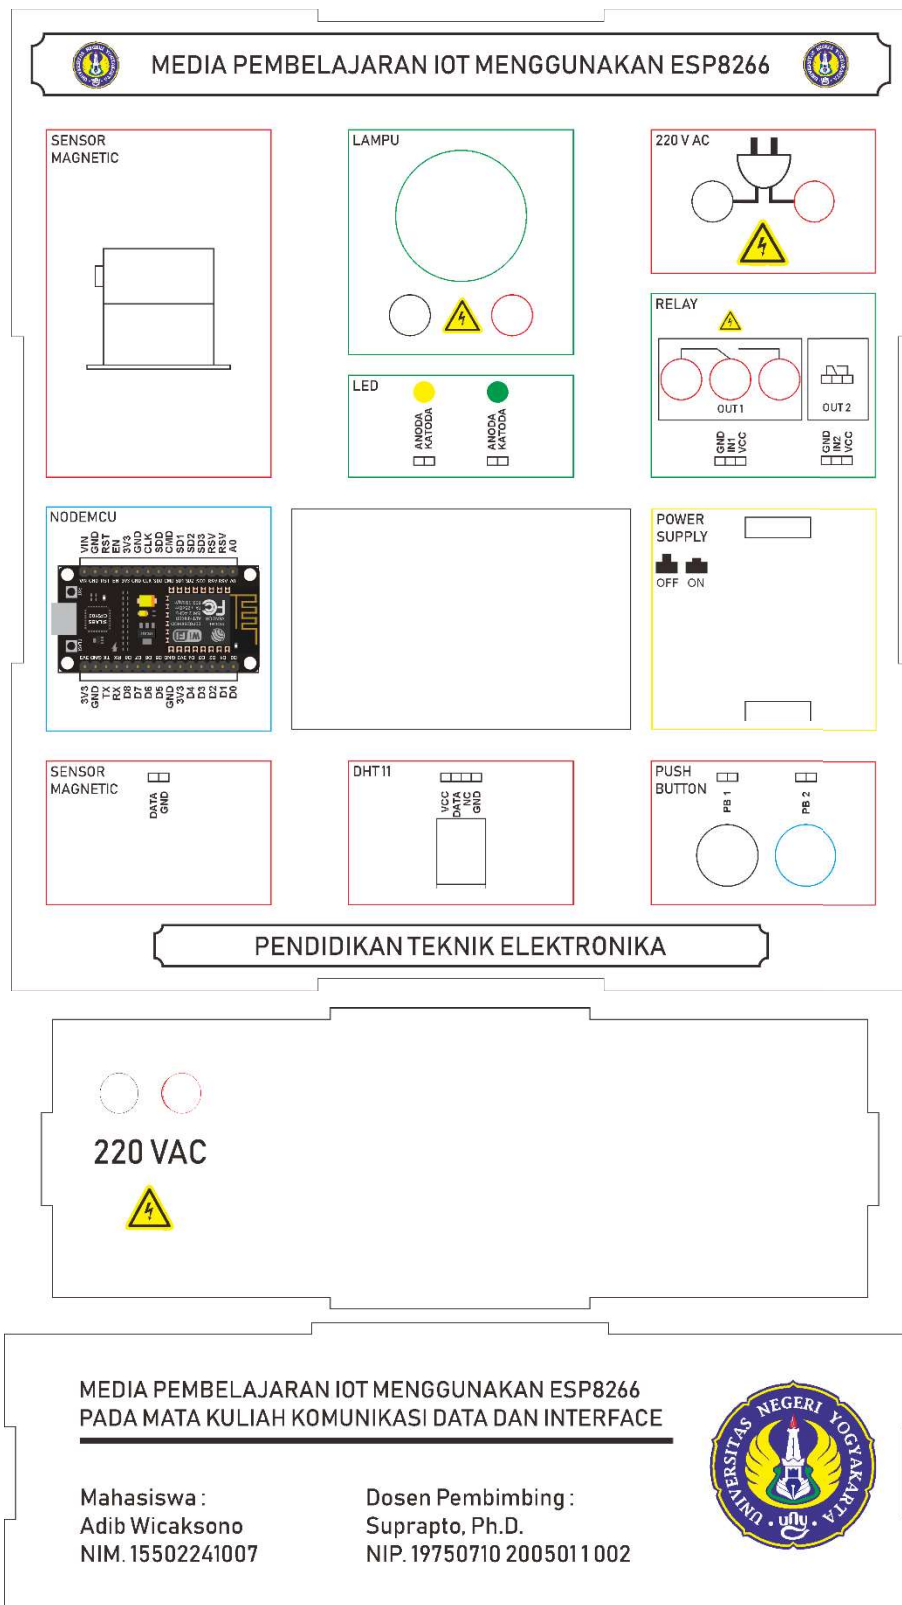 MEDIA PEMBELAJARAN IOT MENGGUNAKAN ESP8266
SENSOR
MAGNETIC
LAMPU
220 V AC
RELAY
OUT 1
OUT 2
GND
IN1
VCC
GND
IN2
VCC
LED
ANODA
KATODA
ANODA
KATODA
NODEMCU
VIN
GND
RST
EN
3V3
GND
CLK
SDD
CMD
SD1
SD2
SD3
RSV
RSV
A0
3V3
GND
TX
RX
D8
D7
D6
D5
GND
3V3
D4
D3
D2
D1
D0
POWER
SUPPLY
OFF ON
SENSOR
MAGNETIC
DATA
GND
DHT11
VCC
DATA
NC
GND
PUSH
BUTTON
PB 1
PB 2
PENDIDIKAN TEKNIK ELEKTRONIKA
220 VAC
MEDIA PEMBELAJARAN IOT MENGGUNAKAN ESP8266
PADA MATA KULIAH KOMUNIKASI DATA DAN INTERFACE
Mahasiswa :
Adib Wicaksono
NIM. 15502241007
Dosen Pembimbing :
Suprapto, Ph.D.
NIP. 19750710 200501 1 002
UNIVERSITAS NEGERI YOGYAKARTA
uny